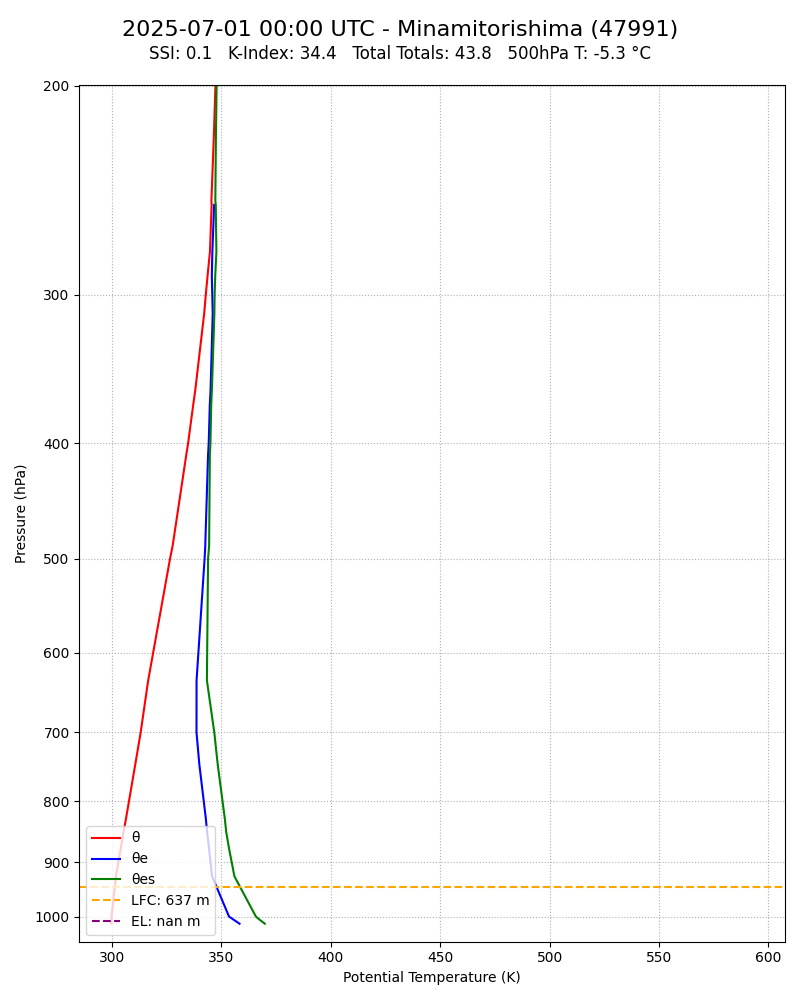 2025-07-01 00:00 UTC - Minamitorishima (47991)
SSI: 0.1   K-Index: 34.4   Total Totals: 43.8   500hPa T: -5.3 °C
200
300
400
500
600
700
800
900
1000
Pressure (hPa)
θ
θe
θes
LFC: 637 m
EL: nan m
300 350 400 450 500 550 600
Potential Temperature (K)